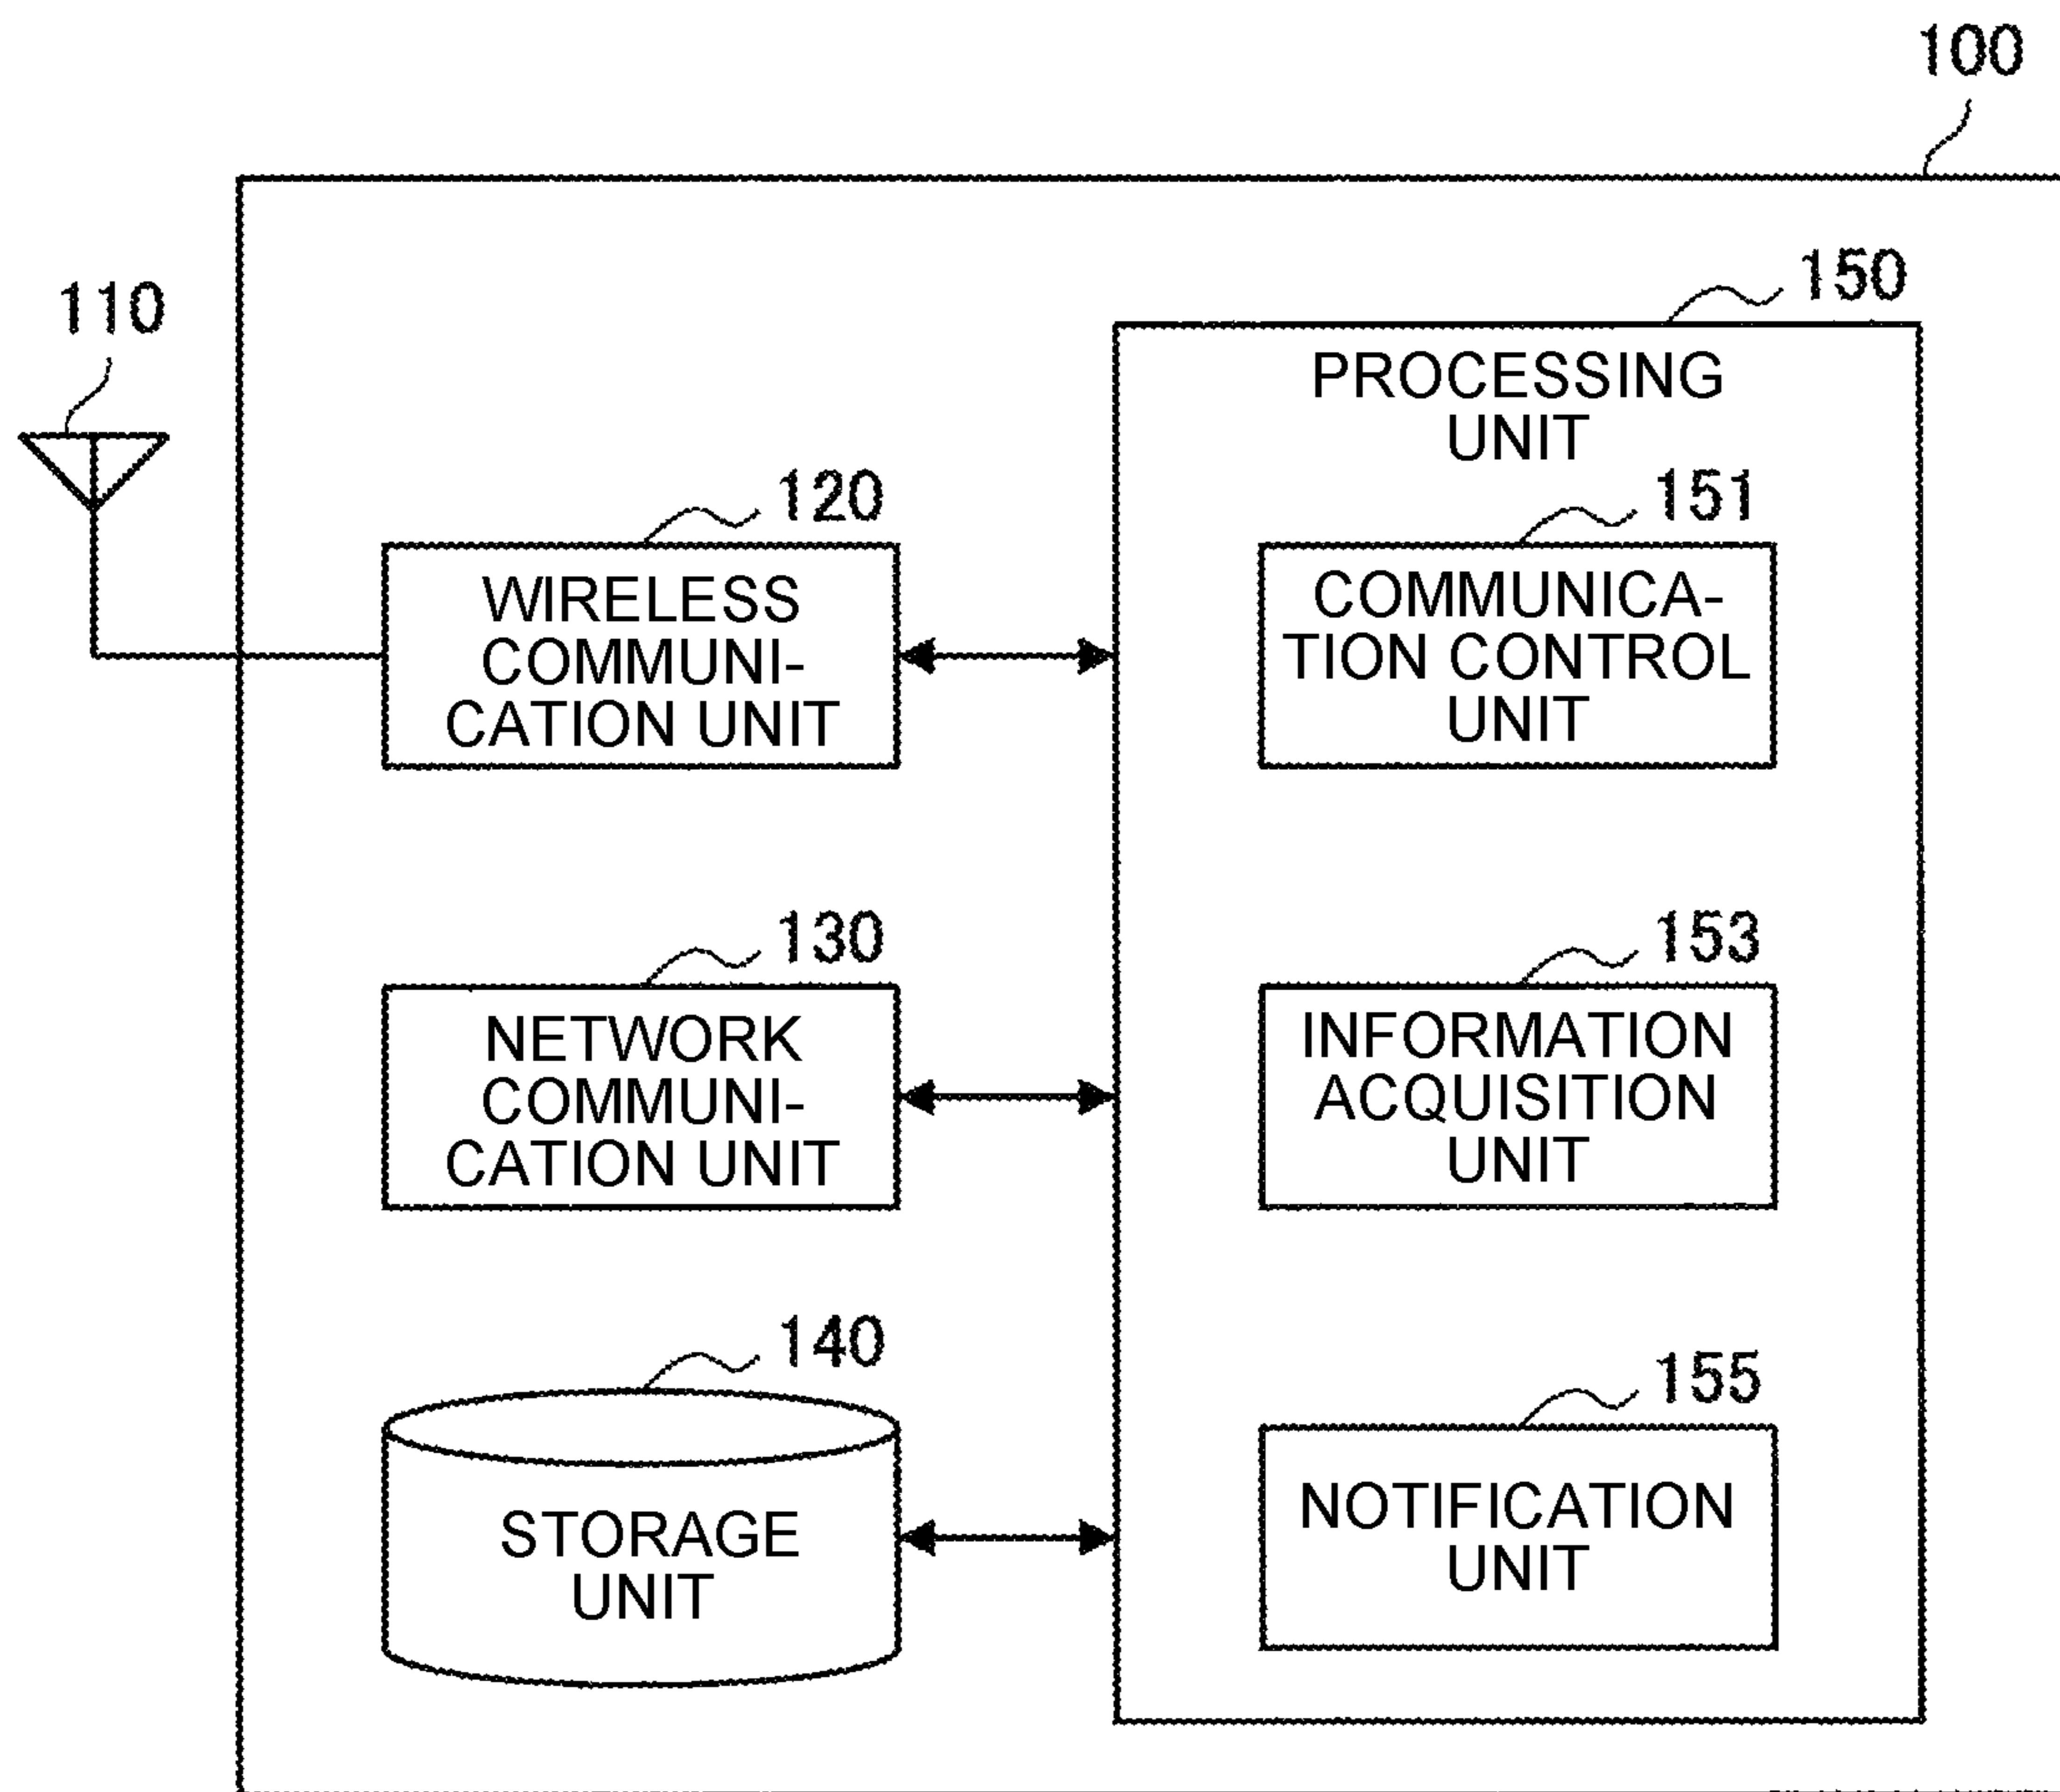 100
110
150
PROCESSING
UNIT
120
WIRELESS
COMMUNI-
CATION UNIT
151
COMMUNICA-
TION CONTROL
UNIT
130
NETWORK
COMMUNI-
CATION UNIT
153
INFORMATION
ACQUISITION
UNIT
140
STORAGE
UNIT
155
NOTIFICATION
UNIT